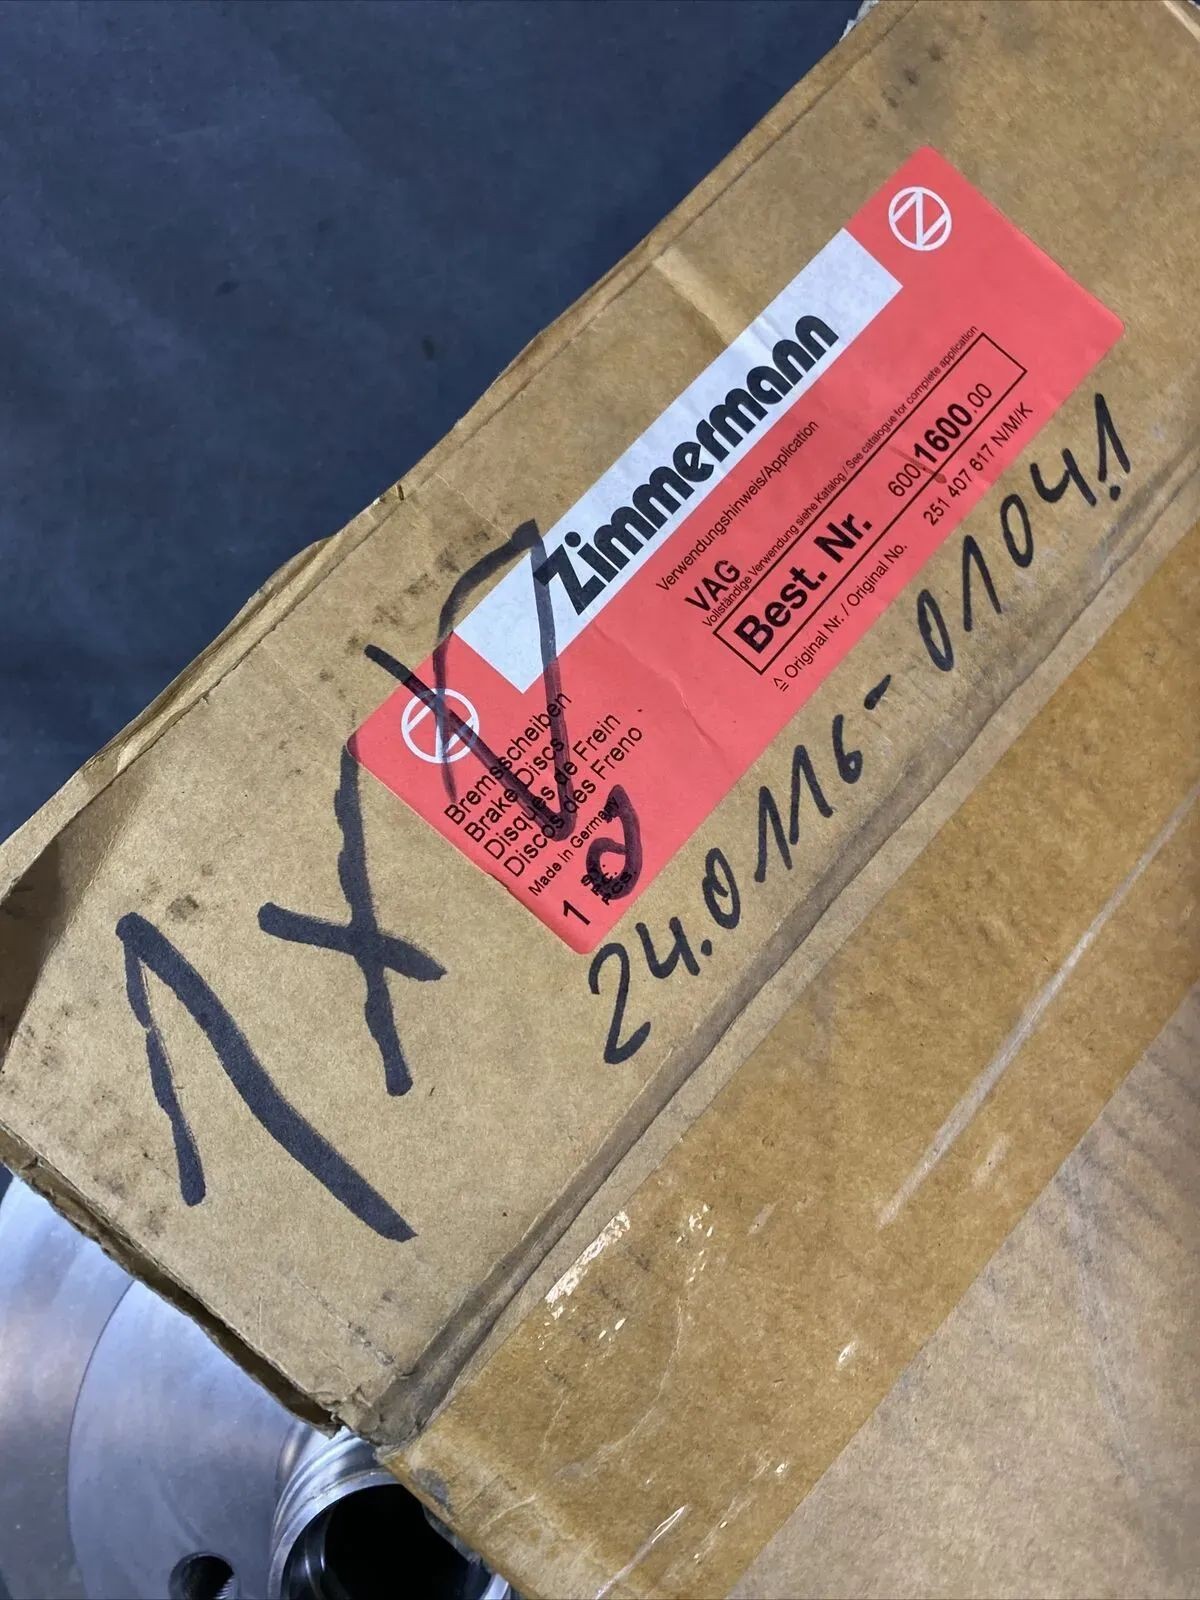 Zimmermann
Verwendungshinweis/Application
VAG
Vollständige Verwendung siehe Katalog / See catalogue for complete application
Best. Nr. 600.1600.00
≙ Original Nr. / Original No. 251 407 617 N/M/K
Bremsscheiben
Brake Discs
Disques de Frein
Discos des Freno
Made in Germany
1
PCS.
24.0116-0104.1
1x